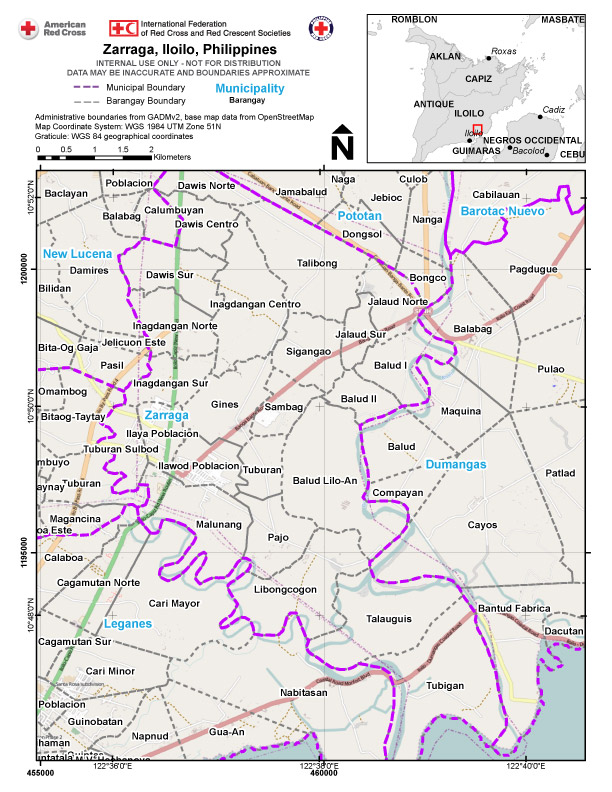 American
Red Cross
International Federation
of Red Cross and Red Crescent Societies
Zarraga, Iloilo, Philippines
INTERNAL USE ONLY - NOT FOR DISTRIBUTION
DATA MAY BE INACCURATE AND BOUNDARIES APPROXIMATE
Municipal Boundary
Municipality
Barangay Boundary
Barangay
Administrative boundaries from GADMv2, base map data from OpenStreetMap
Map Coordinate System: WGS 1984 UTM Zone 51N
Graticule: WGS 84 geographical coordinates
0 0.5 1 1.5 2
Kilometers
N
ROMBLON
MASBATE
AKLAN
Roxas
CAPIZ
ANTIQUE
ILOILO
Cadiz
Iloilo
NEGROS OCCIDENTAL
GUIMARAS
Bacolod
CEBU
Poblacion
Dawis Norte
Naga
Culob
Baclayan
Jamabalud
Jebioc
Cabilauan
Calumbuyan
Pototan
Barotac Nuevo
Balabag
Nanga
Dawis Centro
Dongsol
New Lucena
Talibong
Damires
Dawis Sur
Bongco
Pagdugue
Bilidan
Inagdangan Centro
Jalaud Norte
Inagdangan Norte
Jalaud Sur
Balabag
Jelicuon Este
Bita-Og Gaja
Sigangao
Pasil
Balud I
Pulao
Inagdangan Sur
Omambog
Balud II
Gines
Sambag
Maquina
Bitaog-Taytay
Zarraga
Ilaya Poblacion
Tuburan Sulbod
Balud
Ilawod Poblacion
Tuburan
Dumangas
Patlad
Tuburan
Balud Lilo-An
Compayan
Magancina
Malunang
Cayos
Pajo
Calaboa
Cagamutan Norte
Libongcogon
Cari Mayor
Bantud Fabrica
Talauguis
Leganes
Dacutan
Cagamutan Sur
Cari Minor
Tubigan
Santa Rosa Subdivision
Nabitasan
Poblacion
Guinobatan
Gua-An
Napnud
10°52'0"N
1200000
10°50'0"N
1195000
10°48'0"N
455000
122°36'0"E
122°38'0"E
460000
122°40'0"E